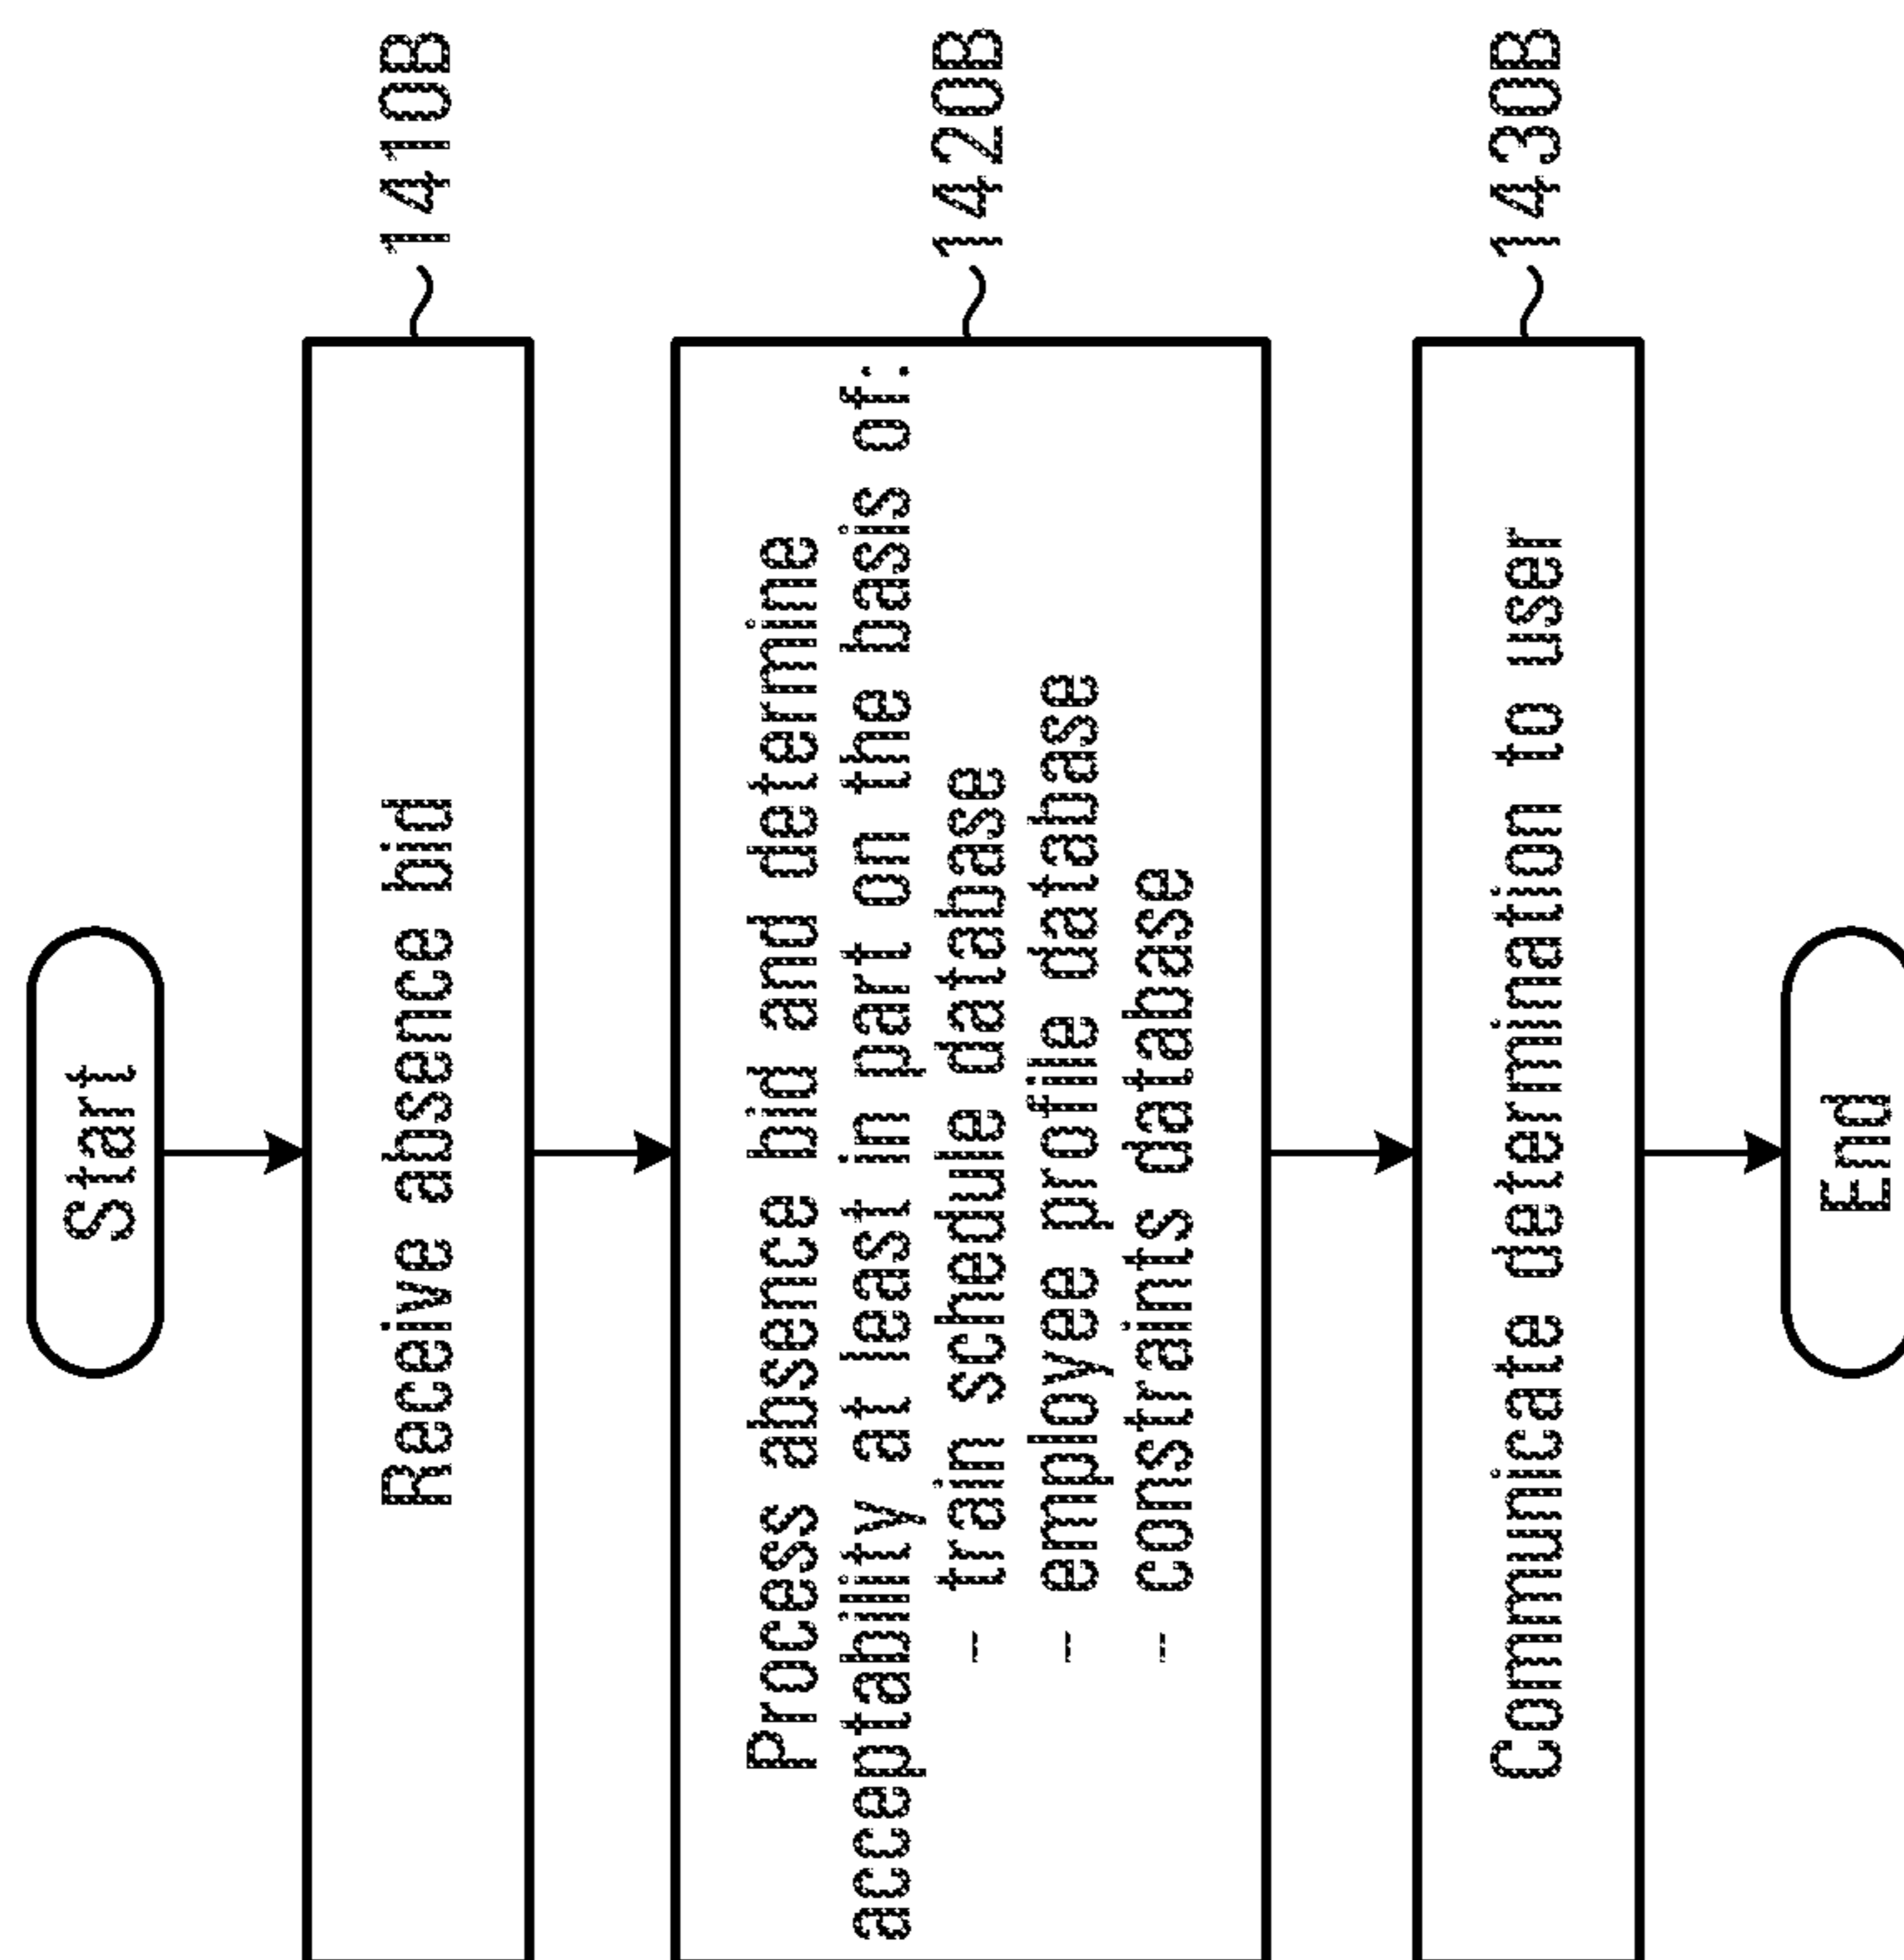 Start
Receive absence bid
1410B
Process absence bid and determine
acceptability at least in part on the basis of:
- train schedule database
- employee profile database
- constraints database
1420B
Communicate determination to user
1430B
End